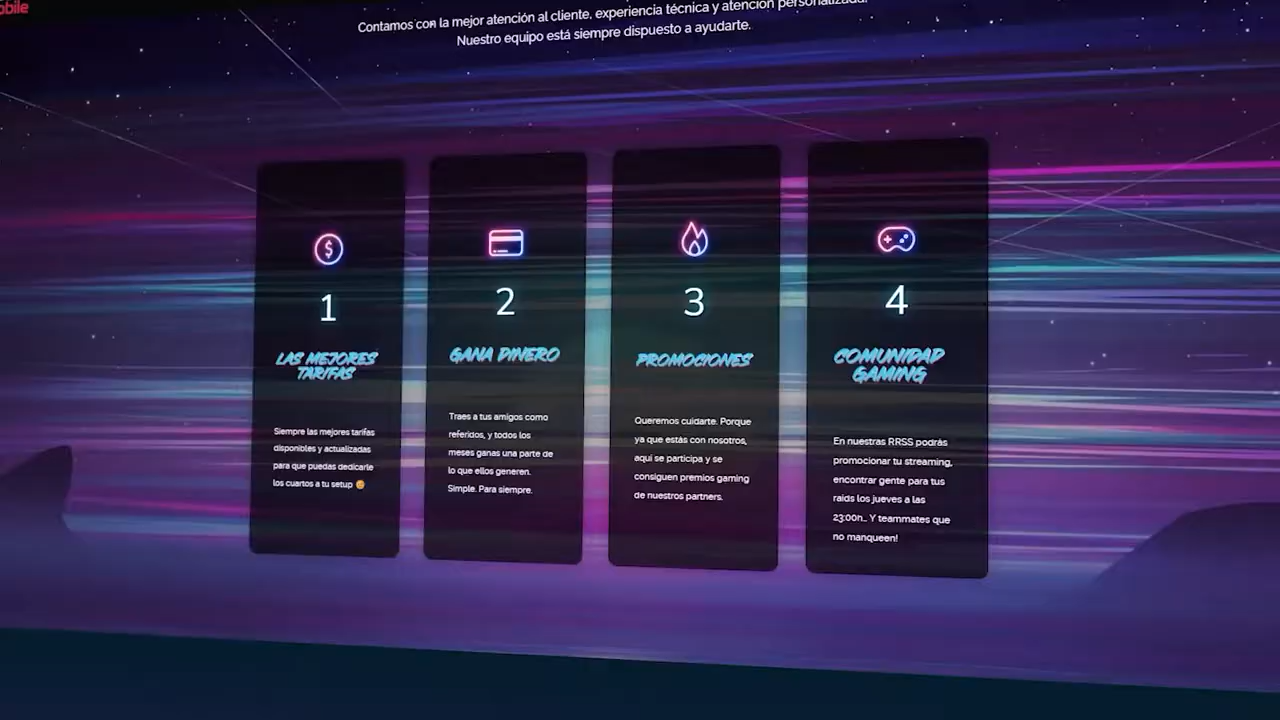 obile
Contamos con la mejor atención al cliente, experiencia técnica y atención personalizada.
Nuestro equipo está siempre dispuesto a ayudarte.
1
LAS MEJORES
TARIFAS
Siempre las mejores tarifas
disponibles y actualizadas
para que puedas dedicarle
los cuartos a tu setup
2
GANA DINERO
Traes a tus amigos como
referidos, y todos los
meses ganas una parte de
lo que ellos generen.
Simple. Para siempre.
3
PROMOCIONES
Queremos cuidarte. Porque
ya que estás con nosotros,
aquí se participa y se
consiguen premios gaming
de nuestros partners.
4
COMUNIDAD
GAMING
En nuestras RRSS podrás
promocionar tu streaming,
encontrar gente para tus
raids los jueves a las
23:00h... Y teammates que
no manqueen!